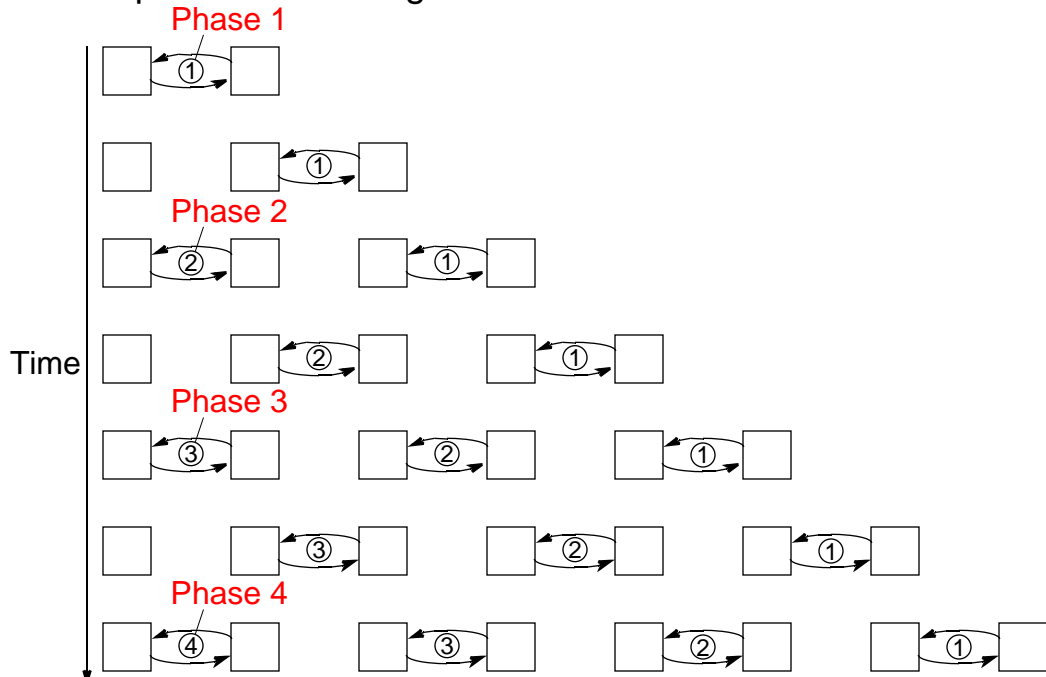 Phase 1
①
①
Phase 2
② ①
Time
② ①
Phase 3
③ ② ①
③ ② ①
Phase 4
④ ③ ② ①